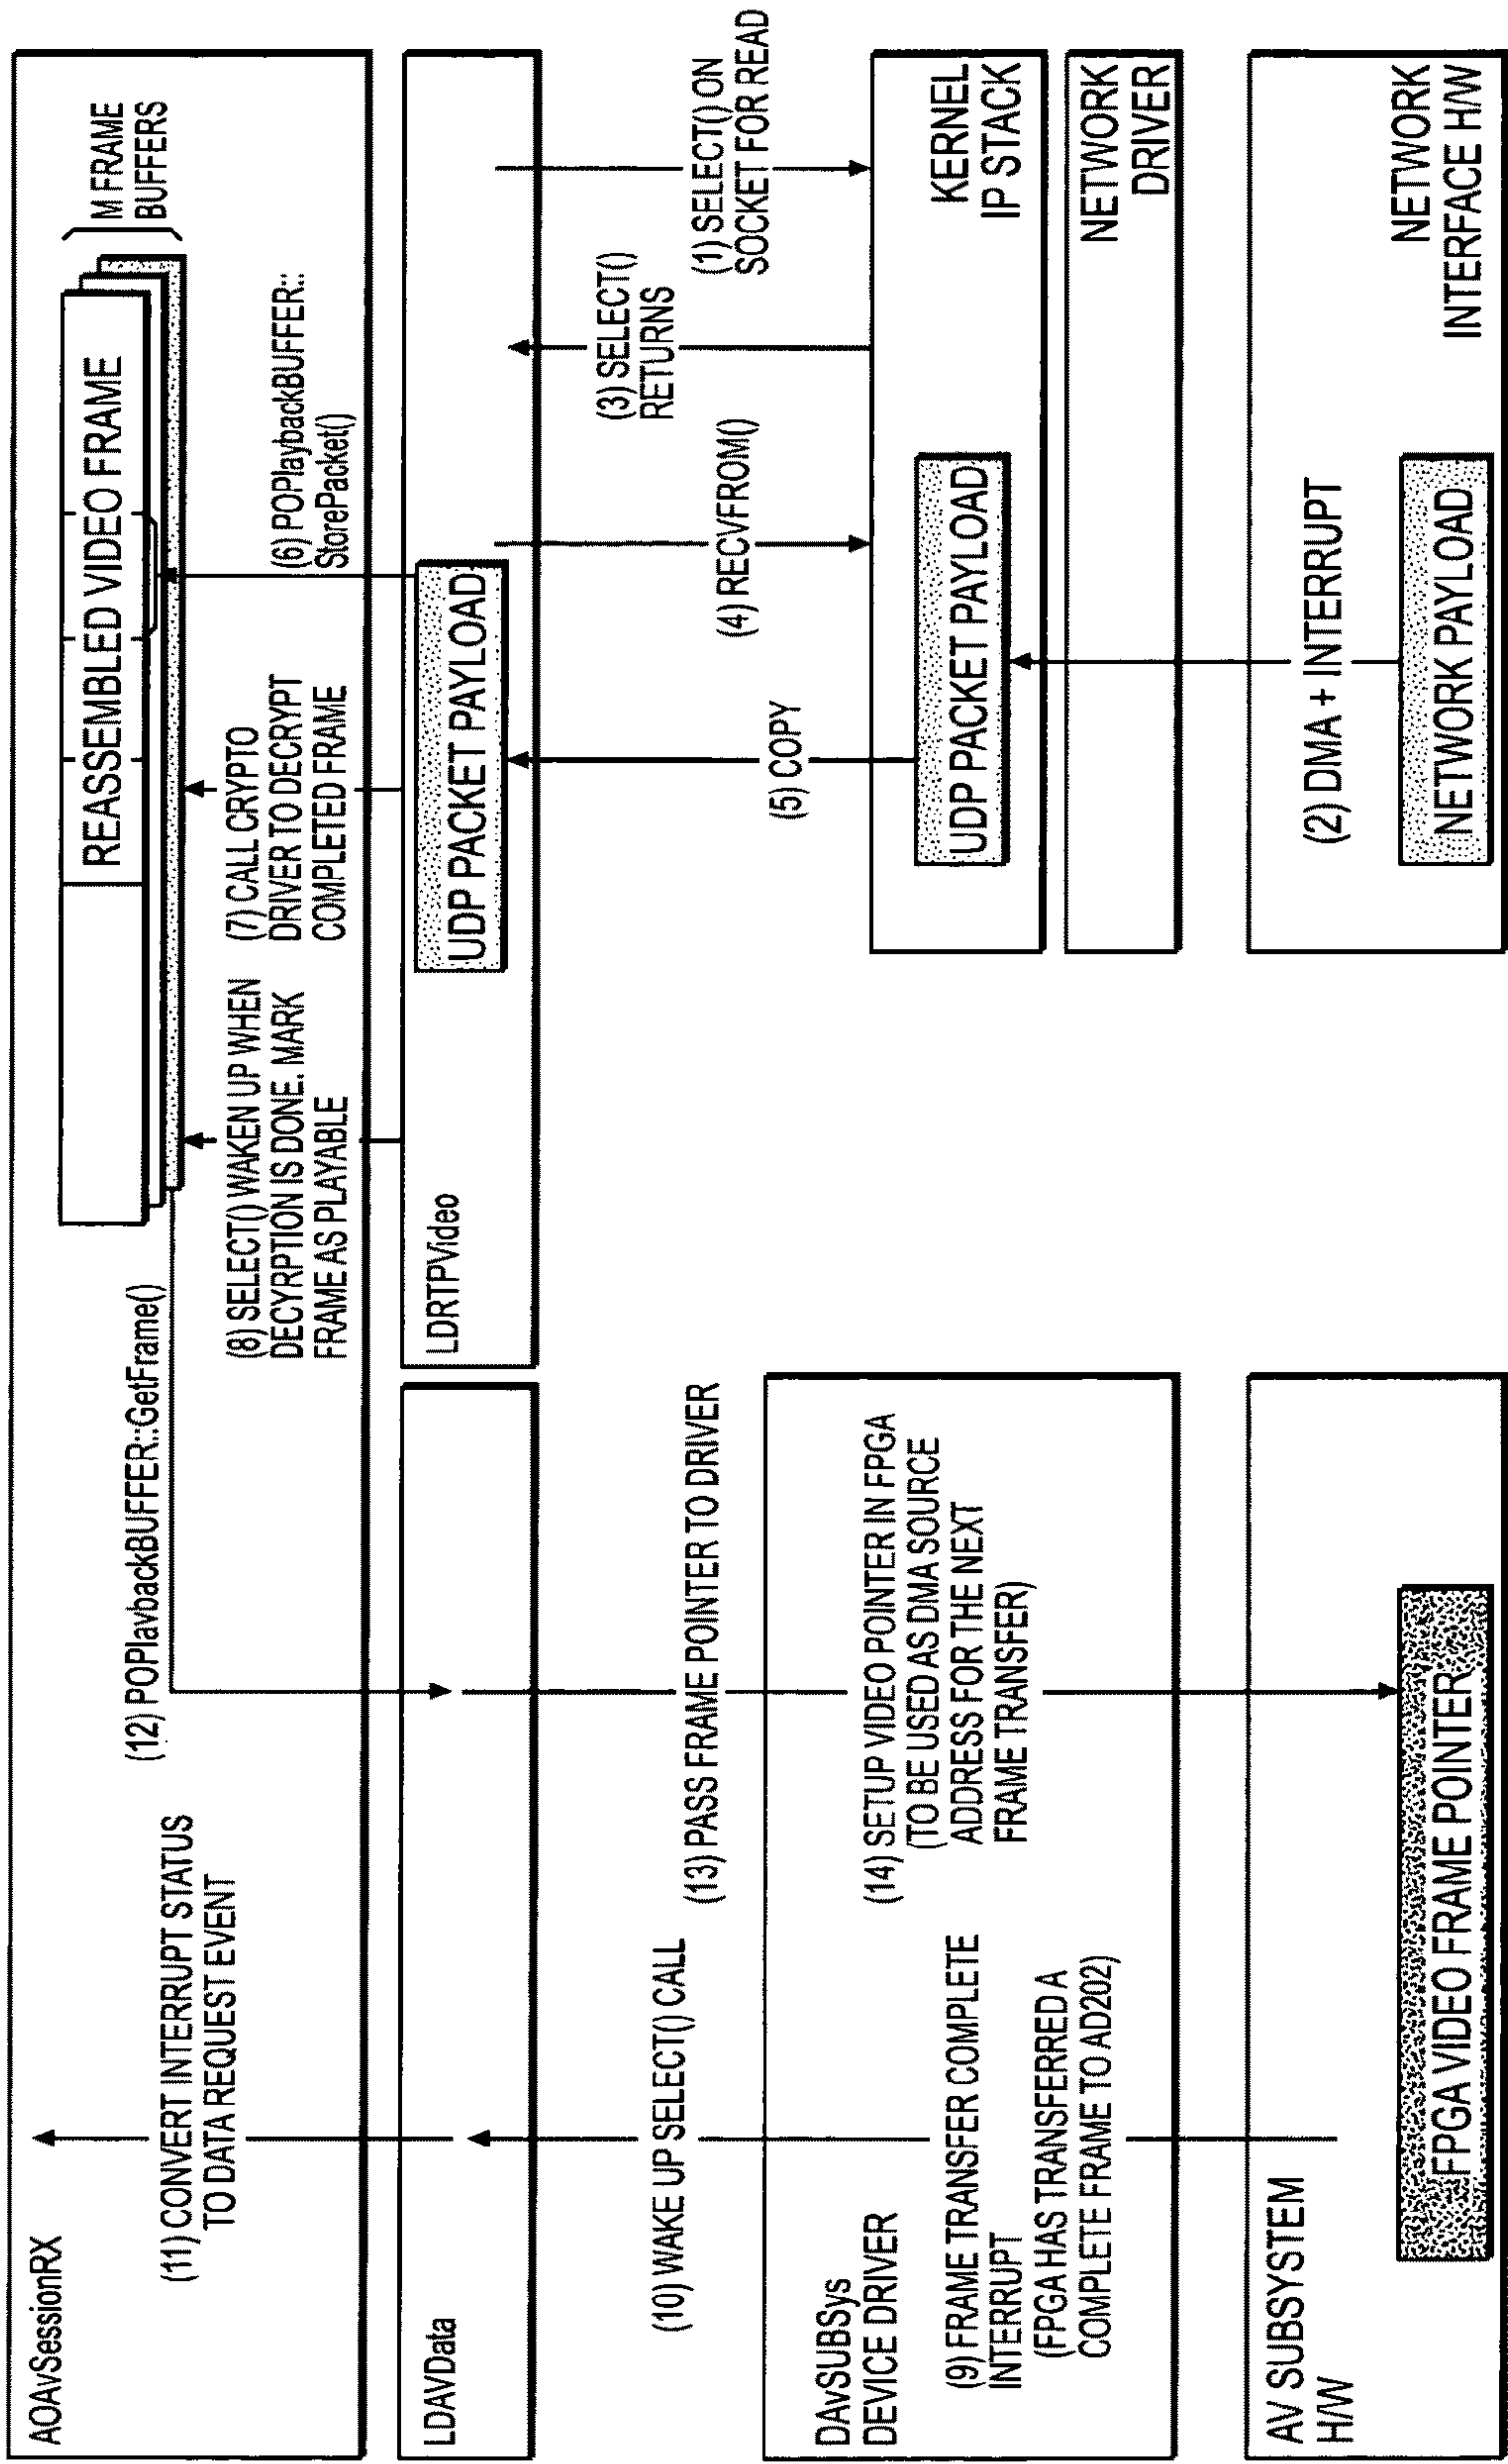 AOAvSessionRX
(11) CONVERT INTERRUPT STATUS
TO DATA REQUEST EVENT
(12) POPlavbackBUFFER::GetFrame()
REASSEMBLED VIDEO FRAME
M FRAME
BUFFERS
(8) SELECT() WAKEN UP WHEN
DECYRPTION IS DONE. MARK
FRAME AS PLAYABLE
(7) CALL CRYPTO
DRIVER TO DECRYPT
COMPLETED FRAME
(6) POPlaybackBUFFER::
StorePacket()
LDAVData
LDRTPVideo
UDP PACKET PAYLOAD
(10) WAKE UP SELECT() CALL
(13) PASS FRAME POINTER TO DRIVER
(5) COPY
(4) RECVFROM()
(3) SELECT()
RETURNS
(1) SELECT() ON
SOCKET FOR READ
DAvSUBSys
DEVICE DRIVER
(9) FRAME TRANSFER COMPLETE
INTERRUPT
(FPGA HAS TRANSFERRED A
COMPLETE FRAME TO AD202)
(14) SETUP VIDEO POINTER IN FPGA
(TO BE USED AS DMA SOURCE
ADDRESS FOR THE NEXT
FRAME TRANSFER)
UDP PACKET PAYLOAD
KERNEL
IP STACK
NETWORK
DRIVER
AV SUBSYSTEM
H/W
FPGA VIDEO FRAME POINTER
(2) DMA + INTERRUPT
NETWORK PAYLOAD
NETWORK
INTERFACE H/W